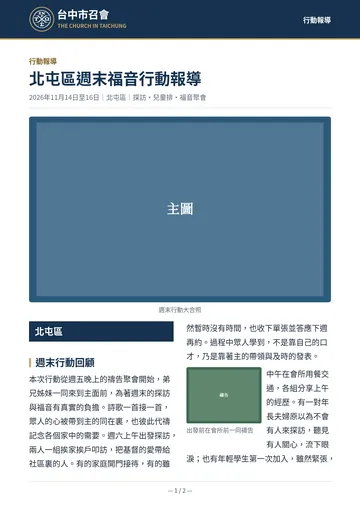 台中市召會
THE CHURCH IN TAICHUNG
行動報導
行動報導
北屯區週末福音行動報導
2026年11月14日至16日｜北屯區｜探訪・兒童排・福音聚會
主圖
週末行動大合照
北屯區
週末行動回顧
本次行動從週五晚上的禱告聚會開始，弟
兄姊妹一同來到主面前，為著週末的探訪
與福音有真實的負擔。詩歌一首接一首，
眾人的心被帶到主的同在裏，也彼此代禱
記念各個家中的需要。週六上午出發探訪，
兩人一組挨家挨戶叩訪，把基督的愛帶給
社區裏的人。有的家庭開門接待，有的雖
然暫時沒有時間，也收下單張並答應下週
再約。過程中眾人學到，不是靠自己的口
才，乃是靠著主的帶領與及時的發表。
禱告
出發前在會所前一同禱告
中午在會所用餐交
通，各組分享上午
的經歷。有一對年
長夫婦原以為不會
有人來探訪，聽見
有人關心，流下眼
淚；也有年輕學生第一次加入，雖然緊張，
— 1 / 2 —